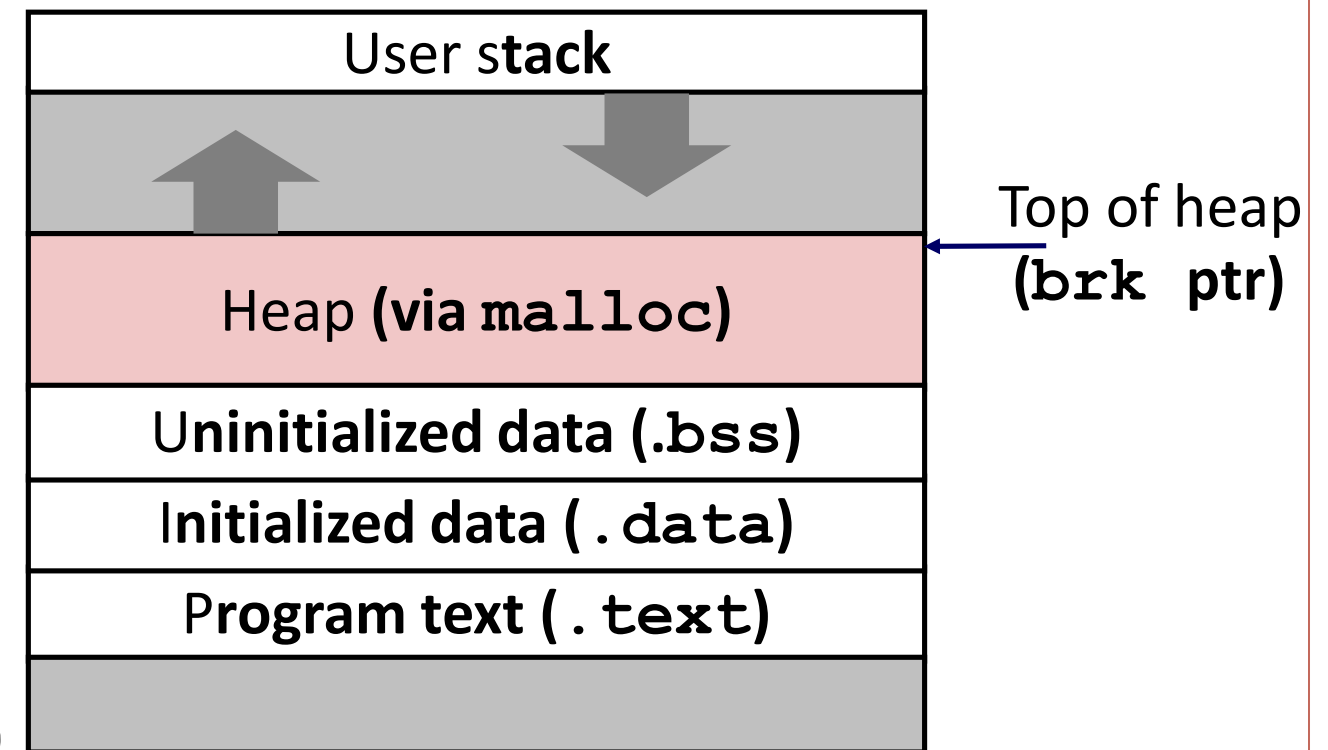 User stack
Top of heap
(brk ptr)
Heap (via malloc)
Uninitialized data (.bss)
Initialized data (.data)
Program text (.text)